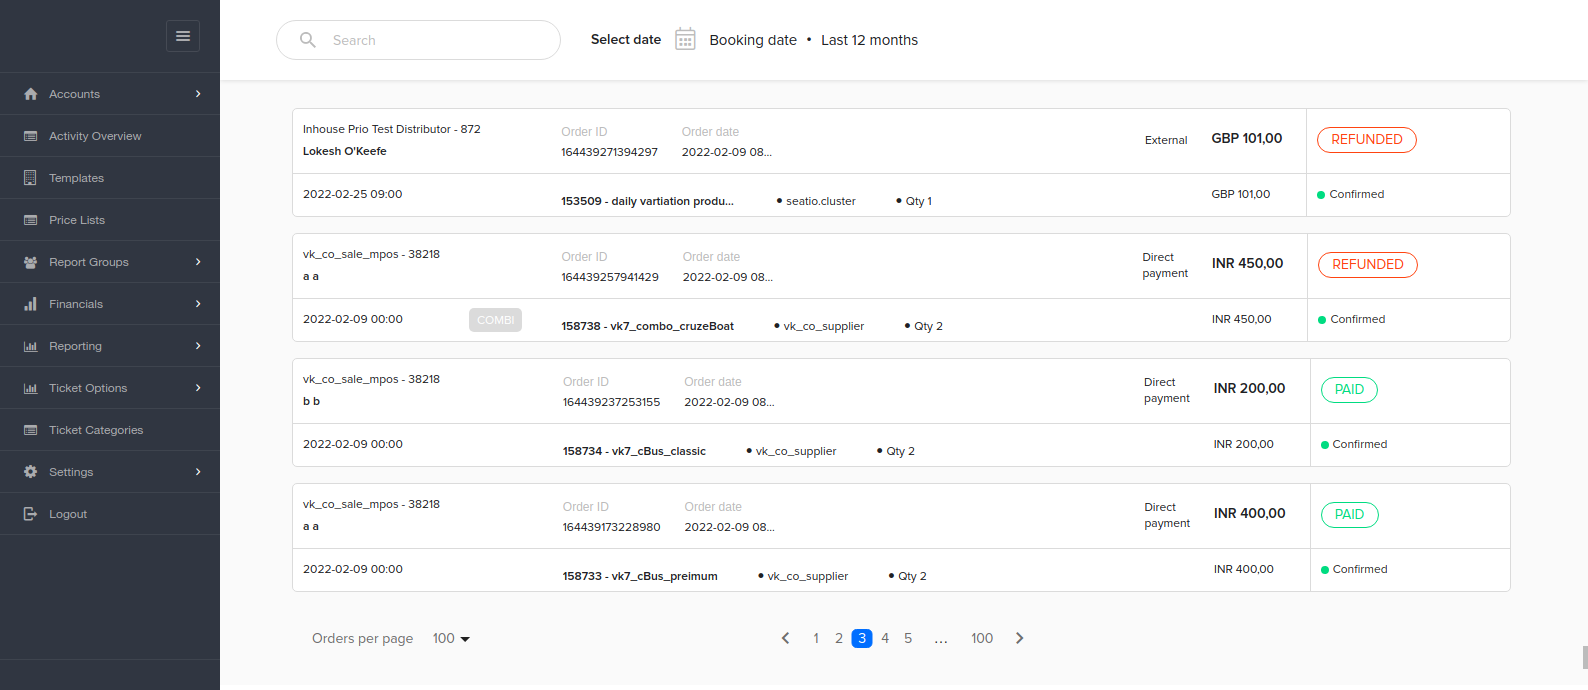 Search
Select date
Booking date • Last 12 months
Accounts
Activity Overview
Templates
Price Lists
Report Groups
Financials
Reporting
Ticket Options
Ticket Categories
Settings
Logout
Inhouse Prio Test Distributor - 872
Lokesh O'Keefe
Order ID
164439271394297
Order date
2022-02-09 08...
External
GBP 101,00
REFUNDED
2022-02-25 09:00
153509 - daily vartiation produ...
• seatio.cluster
• Qty 1
GBP 101,00
Confirmed
vk_co_sale_mpos - 38218
a a
Order ID
164439257941429
Order date
2022-02-09 08...
Direct
payment
INR 450,00
REFUNDED
2022-02-09 00:00
COMBI
158738 - vk7_combo_cruzeBoat
• vk_co_supplier
• Qty 2
INR 450,00
Confirmed
vk_co_sale_mpos - 38218
b b
Order ID
164439237253155
Order date
2022-02-09 08...
Direct
payment
INR 200,00
PAID
2022-02-09 00:00
158734 - vk7_cBus_classic
• vk_co_supplier
• Qty 2
INR 200,00
Confirmed
vk_co_sale_mpos - 38218
a a
Order ID
164439173228980
Order date
2022-02-09 08...
Direct
payment
INR 400,00
PAID
2022-02-09 00:00
158733 - vk7_cBus_preimum
• vk_co_supplier
• Qty 2
INR 400,00
Confirmed
Orders per page 100
1 2 3 4 5 ... 100